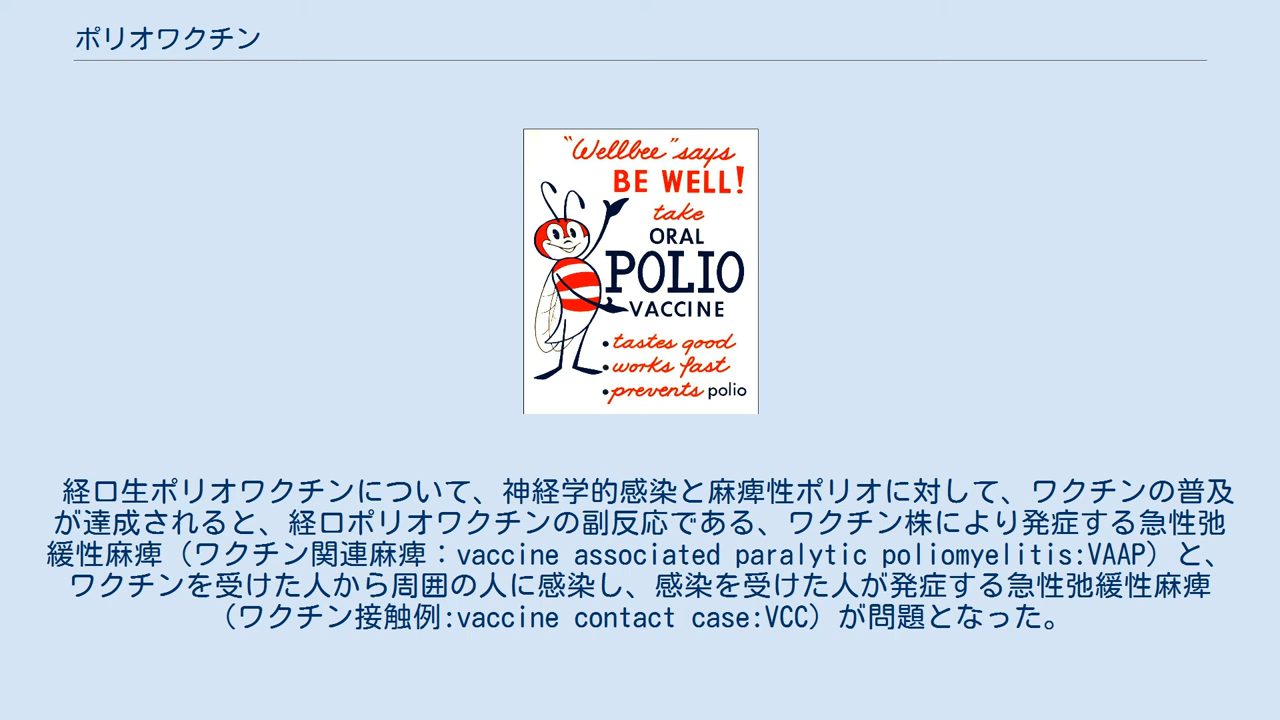 ポリオワクチン
"Wellbee" says
BE WELL!
take
ORAL
POLIO
VACCINE
•tastes good
•works fast
•prevents polio
経口生ポリオワクチンについて、神経学的感染と麻痺性ポリオに対して、ワクチンの普及
が達成されると、経口ポリオワクチンの副反応である、ワクチン株により発症する急性弛
緩性麻痺（ワクチン関連麻痺：vaccine associated paralytic poliomyelitis:VAAP）と、
ワクチンを受けた人から周囲の人に感染し、感染を受けた人が発症する急性弛緩性麻痺
（ワクチン接触例:vaccine contact case:VCC）が問題となった。